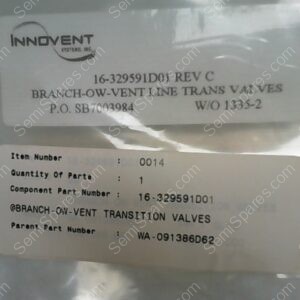 INNOVENT
SYSTEMS, INC.
16-329591D01 REV C
BRANCH-OW-VENT LINE TRANS VALVES
P.O. SB7003984 W/O 1335-2
Item Number : 0014
Quantity Of Parts : 1
Component Part Number : 16-329591D01
@BRANCH-OW-VENT TRANSITION VALVES
Parent Part Number : WA-091386D62